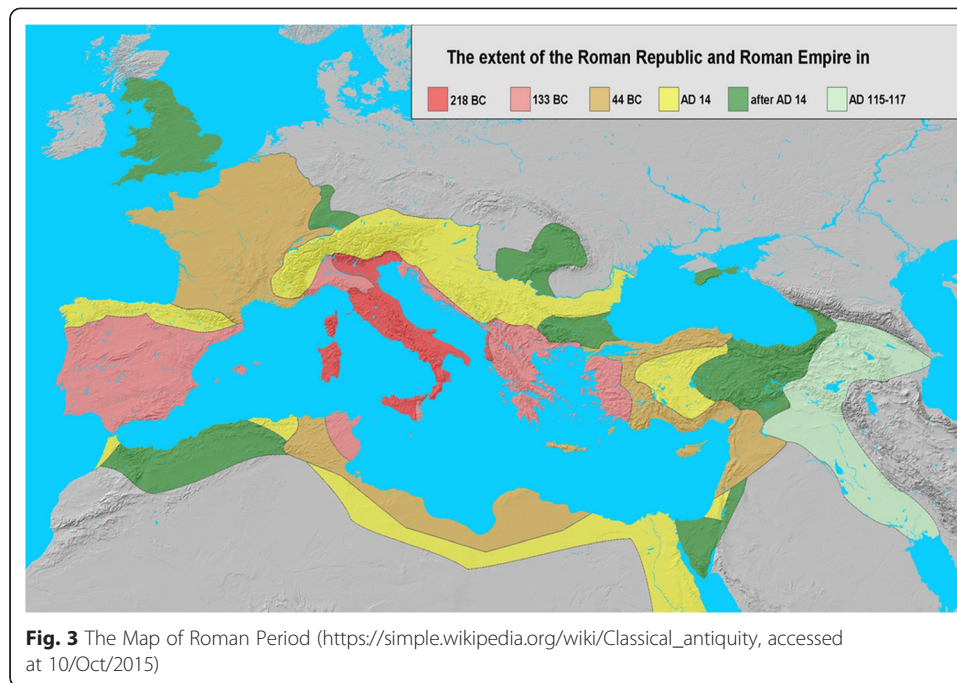 The extent of the Roman Republic and Roman Empire in
218 BC 133 BC 44 BC AD 14 after AD 14 AD 115-117
Fig. 3 The Map of Roman Period (https://simple.wikipedia.org/wiki/Classical_antiquity, accessed
at 10/Oct/2015)